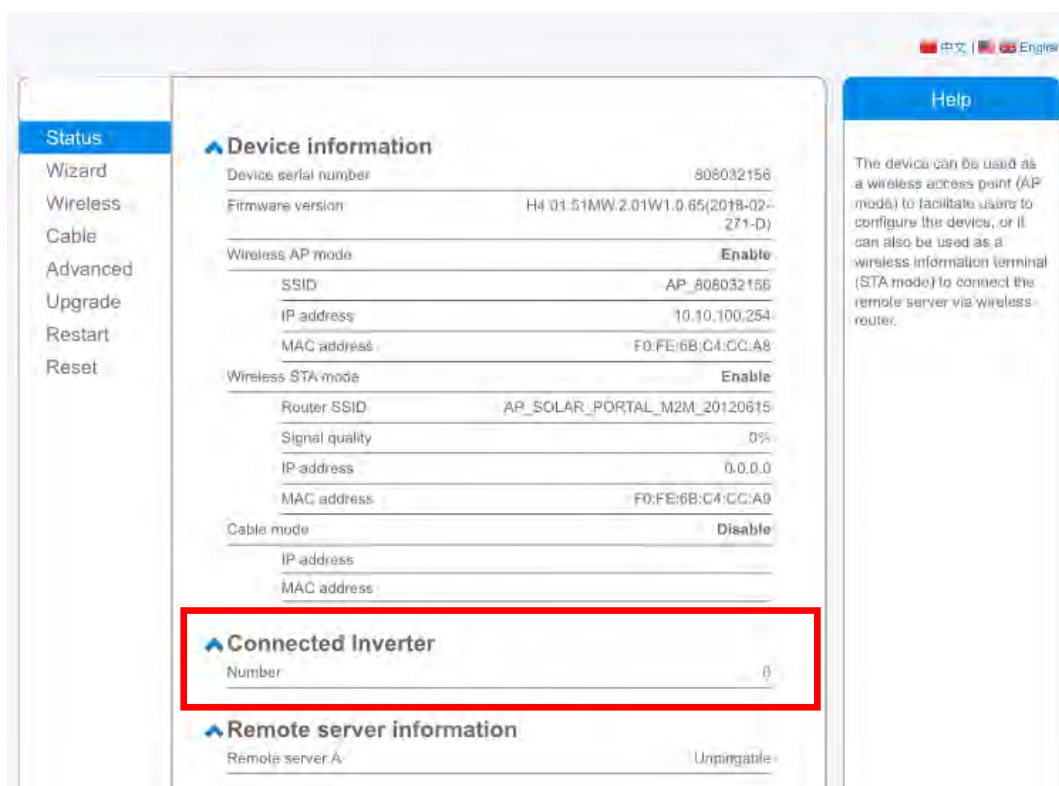 中文 | English
Help
Status
Wizard
Wireless
Cable
Advanced
Upgrade
Restart
Reset
Device information
Device serial number 808032156
Firmware version H4.01.51MW.2.01W1.0.65(2018-02-
271-D)
Wireless AP mode Enable
SSID AP_808032156
IP address 10.10.100.254
MAC address F0:FE:6B:C4:CC:A8
Wireless STA mode Enable
Router SSID AP_SOLAR_PORTAL_M2M_20120615
Signal quality 0%
IP address 0.0.0.0
MAC address F0:FE:6B:C4:CC:A9
Cable mode Disable
IP address
MAC address
Connected Inverter
Number 0
Remote server information
Remote server A Unpingable
The device can be used as
a wireless access point (AP
mode) to facilitate users to
configure the device, or it
can also be used as a
wireless information terminal
(STA mode) to connect the
remote server via wireless
router.